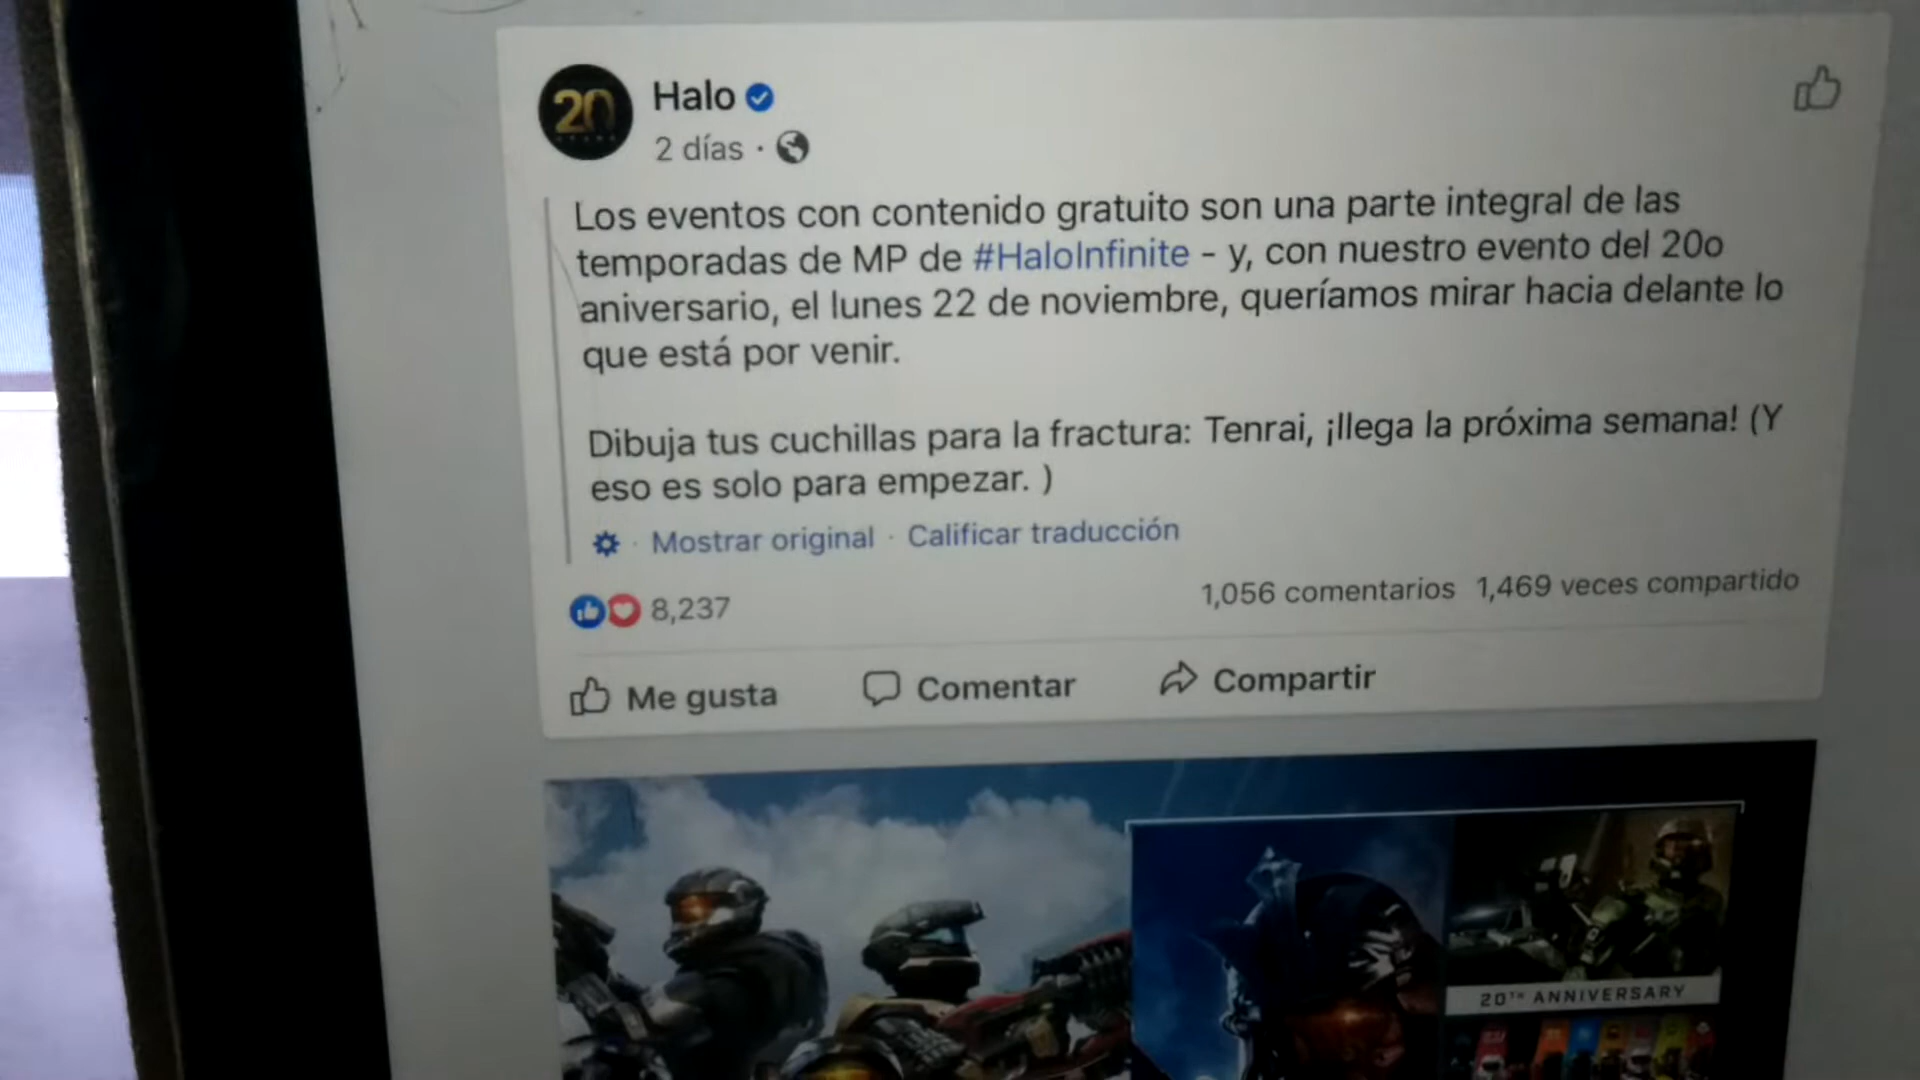 20
Halo
2 días ·
Los eventos con contenido gratuito son una parte integral de las
temporadas de MP de #HaloInfinite - y, con nuestro evento del 20o
aniversario, el lunes 22 de noviembre, queríamos mirar hacia delante lo
que está por venir.
Dibuja tus cuchillas para la fractura: Tenrai, ¡llega la próxima semana! (Y
eso es solo para empezar. )
· Mostrar original · Calificar traducción
8,237
1,056 comentarios 1,469 veces compartido
Me gusta
Comentar
Compartir
20TH ANNIVERSARY